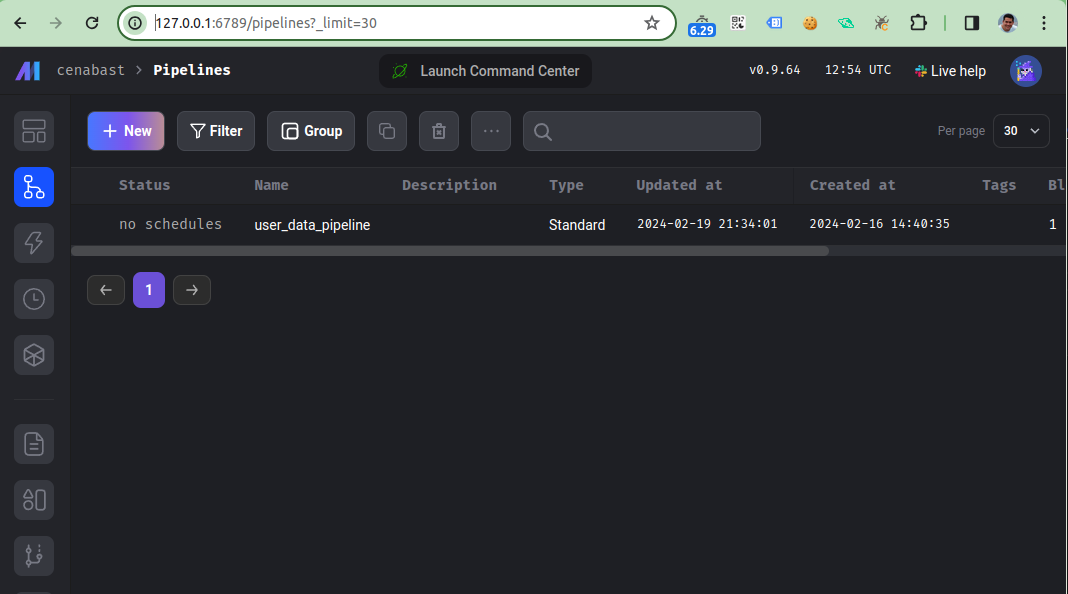 127.0.0.1:6789/pipelines?_limit=30
6.29
cenabast > Pipelines
Launch Command Center
v0.9.64
12:54 UTC
Live help
+ New
Filter
Group
...
Per page
30
Status Name Description Type Updated at Created at Tags Bl
no schedules user_data_pipeline Standard 2024-02-19 21:34:01 2024-02-16 14:40:35 1
← 1 →